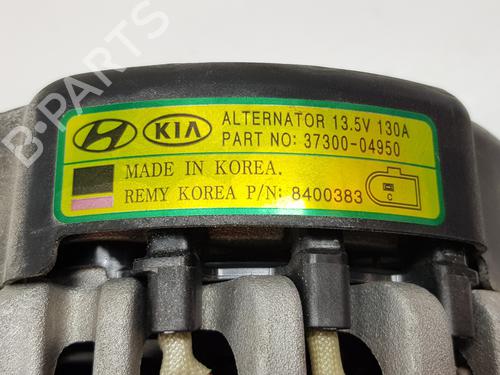 B-PARTS
KIA
ALTERNATOR 13.5V 130A
PART NO: 37300-04950
MADE IN KOREA.
REMY KOREA P/N: 8400383
C